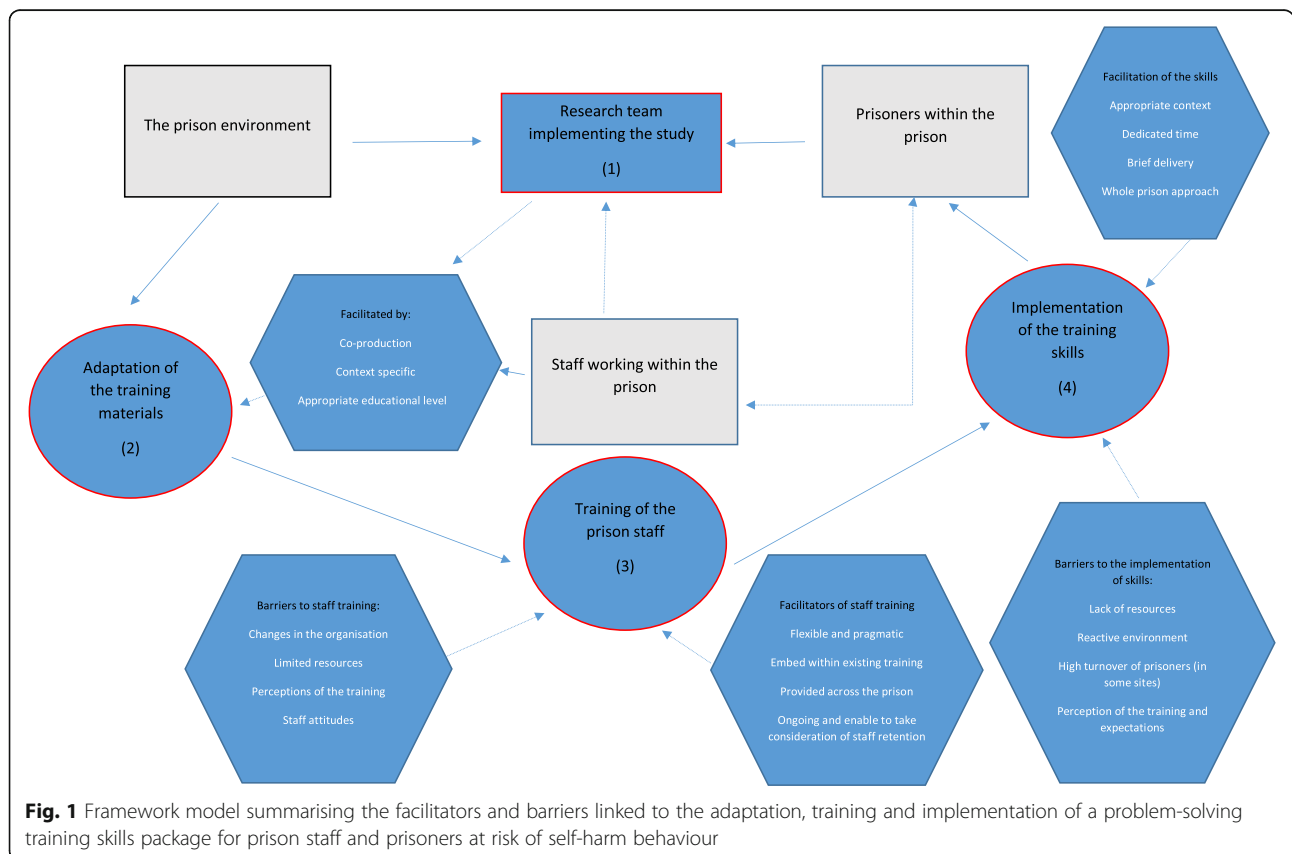 The prison environment
Research team
implementing the study
(1)
Prisoners within the
prison
Facilitation of the skills
Appropriate context
Dedicated time
Brief delivery
Whole prison approach
Adaptation of
the training
materials
(2)
Facilitated by:
Co-production
Context specific
Appropriate educational level
Staff working within the
prison
Implementation
of the training
skills
(4)
Training of the
prison staff
(3)
Barriers to staff training:
Changes in the organisation
Limited resources
Perceptions of the training
Staff attitudes
Facilitators of staff training
Flexible and pragmatic
Embed within existing training
Provided across the prison
Ongoing and enable to take
consideration of staff retention
Barriers to the implementation
of skills:
Lack of resources
Reactive environment
High turnover of prisoners (in
some sites)
Perception of the training and
expectations
Fig. 1 Framework model summarising the facilitators and barriers linked to the adaptation, training and implementation of a problem-solving
training skills package for prison staff and prisoners at risk of self-harm behaviour